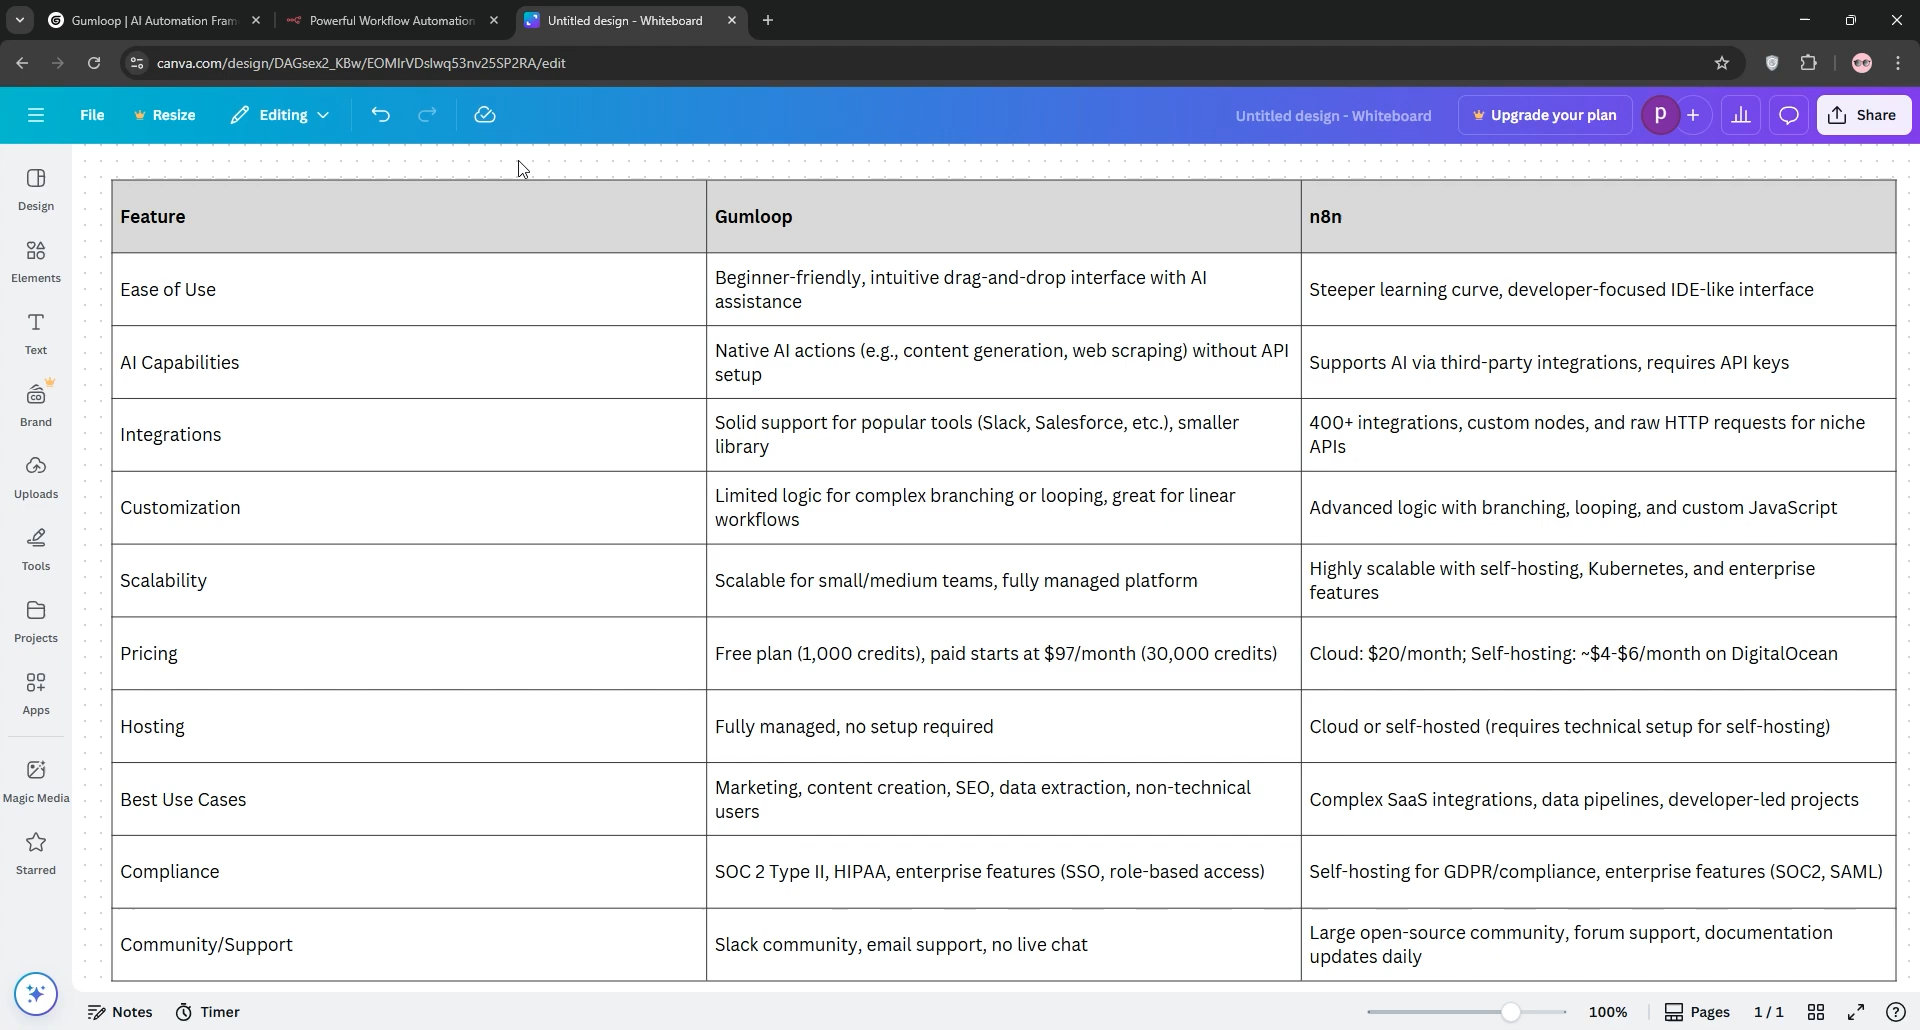 Gumloop | AI Automation Fram
Powerful Workflow Automation
Untitled design - Whiteboard
canva.com/design/DAGsex2_KBw/EOMIrVDslwq53nv25SP2RA/edit
File
Resize
Editing
Untitled design - Whiteboard
Upgrade your plan
p
Share
Design
Elements
Text
Brand
Uploads
Tools
Projects
Apps
Magic Media
Starred
Feature
Gumloop
n8n
Ease of Use
Beginner-friendly, intuitive drag-and-drop interface with AI
assistance
Steeper learning curve, developer-focused IDE-like interface
AI Capabilities
Native AI actions (e.g., content generation, web scraping) without API
setup
Supports AI via third-party integrations, requires API keys
Integrations
Solid support for popular tools (Slack, Salesforce, etc.), smaller
library
400+ integrations, custom nodes, and raw HTTP requests for niche
APIs
Customization
Limited logic for complex branching or looping, great for linear
workflows
Advanced logic with branching, looping, and custom JavaScript
Scalability
Scalable for small/medium teams, fully managed platform
Highly scalable with self-hosting, Kubernetes, and enterprise
features
Pricing
Free plan (1,000 credits), paid starts at $97/month (30,000 credits)
Cloud: $20/month; Self-hosting: ~$4-$6/month on DigitalOcean
Hosting
Fully managed, no setup required
Cloud or self-hosted (requires technical setup for self-hosting)
Best Use Cases
Marketing, content creation, SEO, data extraction, non-technical
users
Complex SaaS integrations, data pipelines, developer-led projects
Compliance
SOC 2 Type II, HIPAA, enterprise features (SSO, role-based access)
Self-hosting for GDPR/compliance, enterprise features (SOC2, SAML)
Community/Support
Slack community, email support, no live chat
Large open-source community, forum support, documentation
updates daily
Notes
Timer
100%
Pages
1 / 1